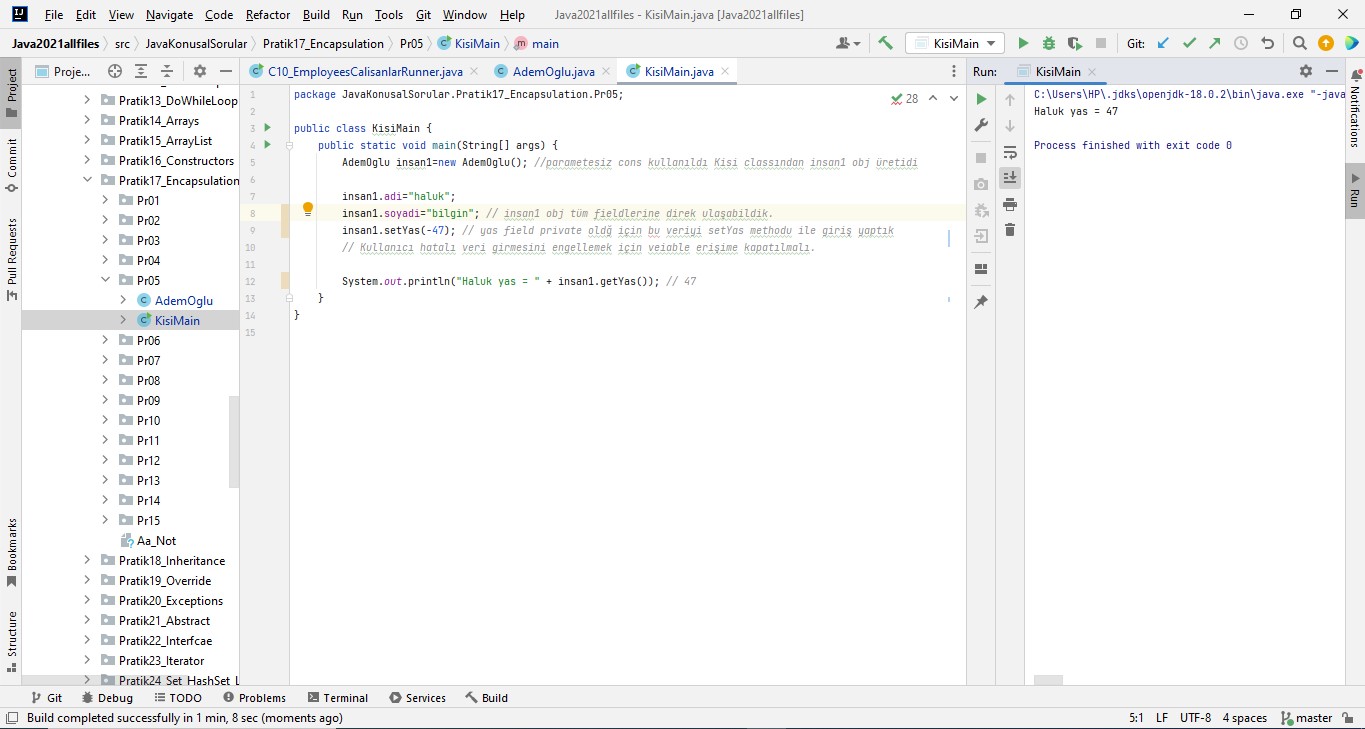 File Edit View Navigate Code Refactor Build Run Tools Git Window Help Java2021allfiles - KisiMain.java [Java2021allfiles]
Java2021allfiles src JavaKonusalSorular Pratik17_Encapsulation Pr05 KisiMain main KisiMain Git:
Project
Commit
Pull Requests
Bookmarks
Structure
Proje...
Pratik13_DoWhileLoop
Pratik14_Arrays
Pratik15_ArrayList
Pratik16_Constructors
Pratik17_Encapsulation
Pr01
Pr02
Pr03
Pr04
Pr05
AdemOglu
KisiMain
Pr06
Pr07
Pr08
Pr09
Pr10
Pr11
Pr12
Pr13
Pr14
Pr15
Aa_Not
Pratik18_Inheritance
Pratik19_Override
Pratik20_Exceptions
Pratik21_Abstract
Pratik22_Interfcae
Pratik23_Iterator
Pratik24_Set_HashSet_L
C10_EmployeesCalisanlarRunner.java AdemOglu.java KisiMain.java
28
1 package JavaKonusalSorular.Pratik17_Encapsulation.Pr05;
2
3 public class KisiMain {
4 public static void main(String[] args) {
5 AdemOglu insan1=new AdemOglu(); //parametesiz cons kullanıldı Kisi classından insan1 obj üretidi
6
7 insan1.adi="haluk";
8 insan1.soyadi="bilgin"; // insan1 obj tüm fieldlerine direk ulaşabildik.
9 insan1.setYas(-47); // yas field private oldğ için bu veriyi setYas methodu ile giriş yaptık
10 // Kullanıcı hatalı veri girmesini engellemek için veiable erişime kapatılmalı.
11
12 System.out.println("Haluk yas = " + insan1.getYas()); // 47
13 }
14 }
15
Run: KisiMain
C:\Users\HP\.jdks\openjdk-18.0.2\bin\java.exe "-java
Haluk yas = 47
Process finished with exit code 0
Notifications
Run
Git Debug TODO Problems Terminal Services Build
Build completed successfully in 1 min, 8 sec (moments ago) 5:1 LF UTF-8 4 spaces master